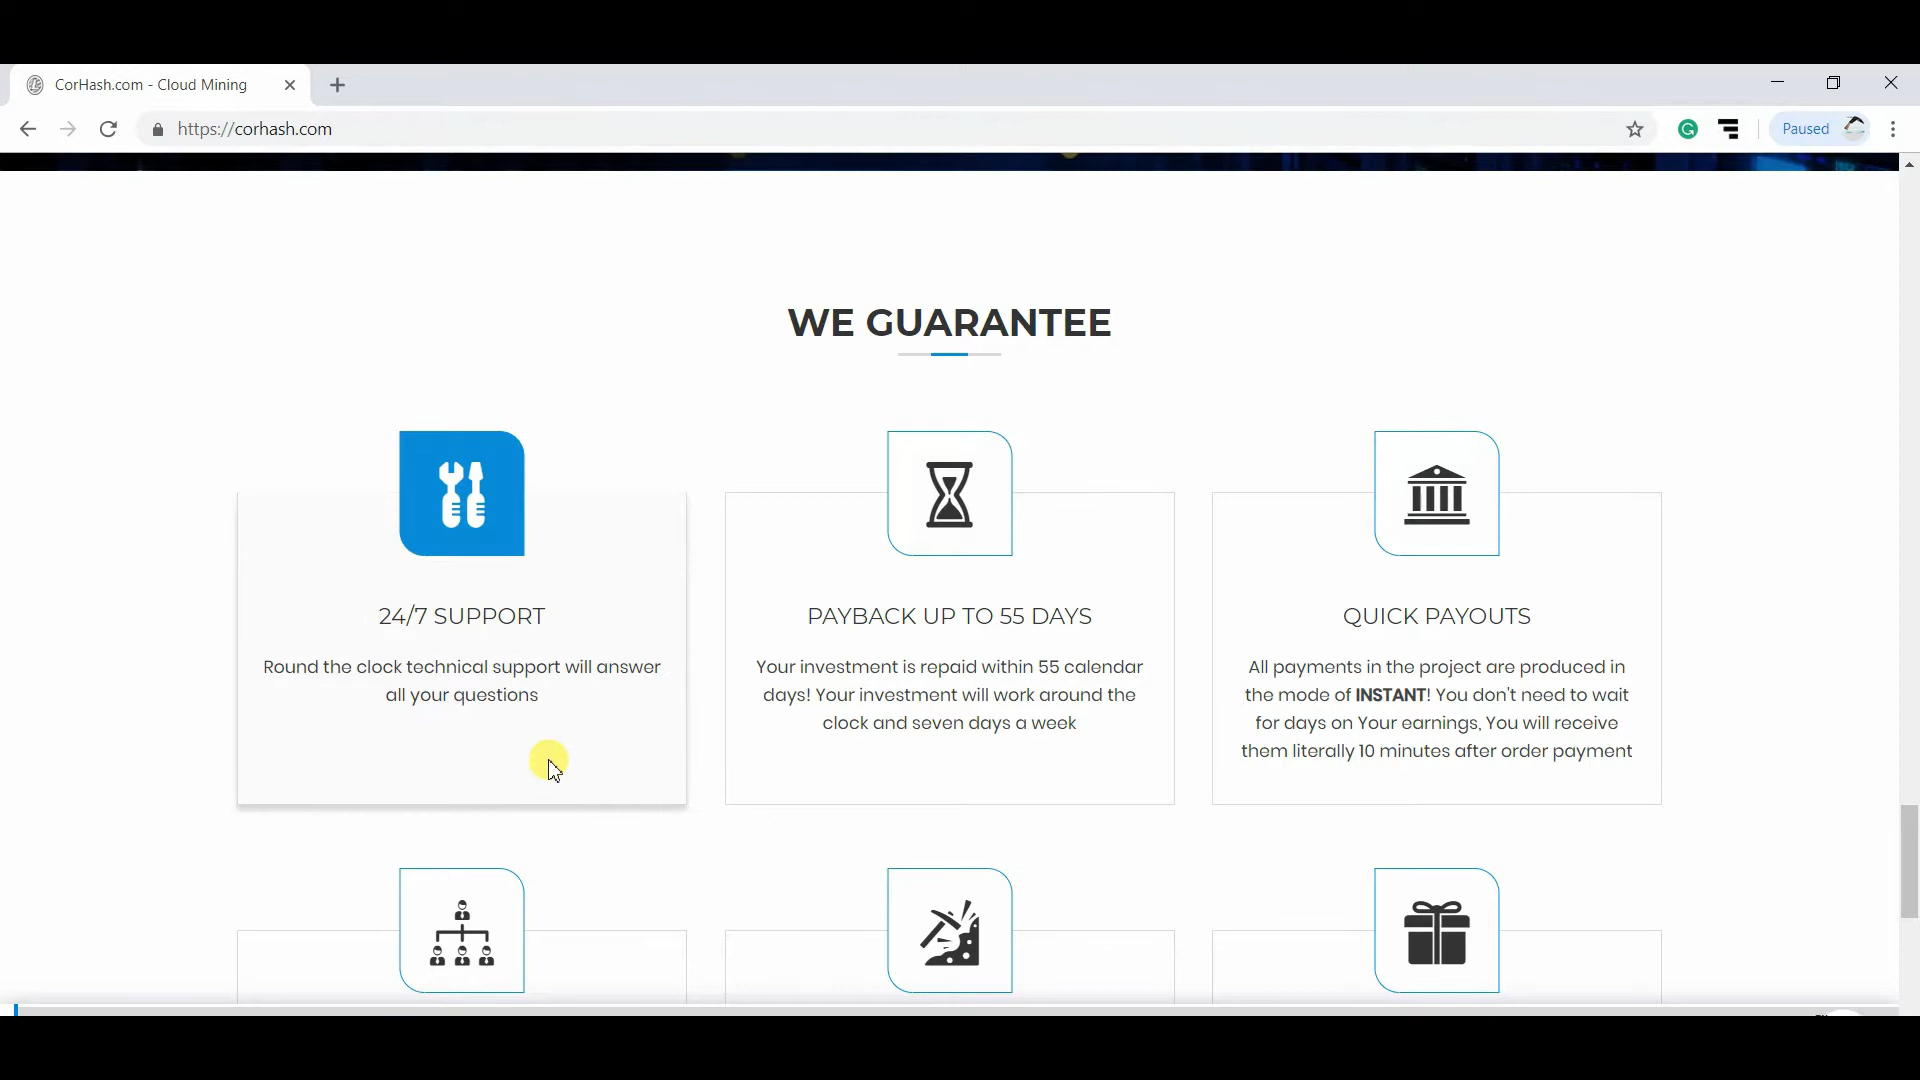 CorHash.com - Cloud Mining
https://corhash.com
Paused
WE GUARANTEE
24/7 SUPPORT
Round the clock technical support will answer
all your questions
PAYBACK UP TO 55 DAYS
Your investment is repaid within 55 calendar
days! Your investment will work around the
clock and seven days a week
QUICK PAYOUTS
All payments in the project are produced in
the mode of INSTANT! You don't need to wait
for days on Your earnings, You will receive
them literally 10 minutes after order payment